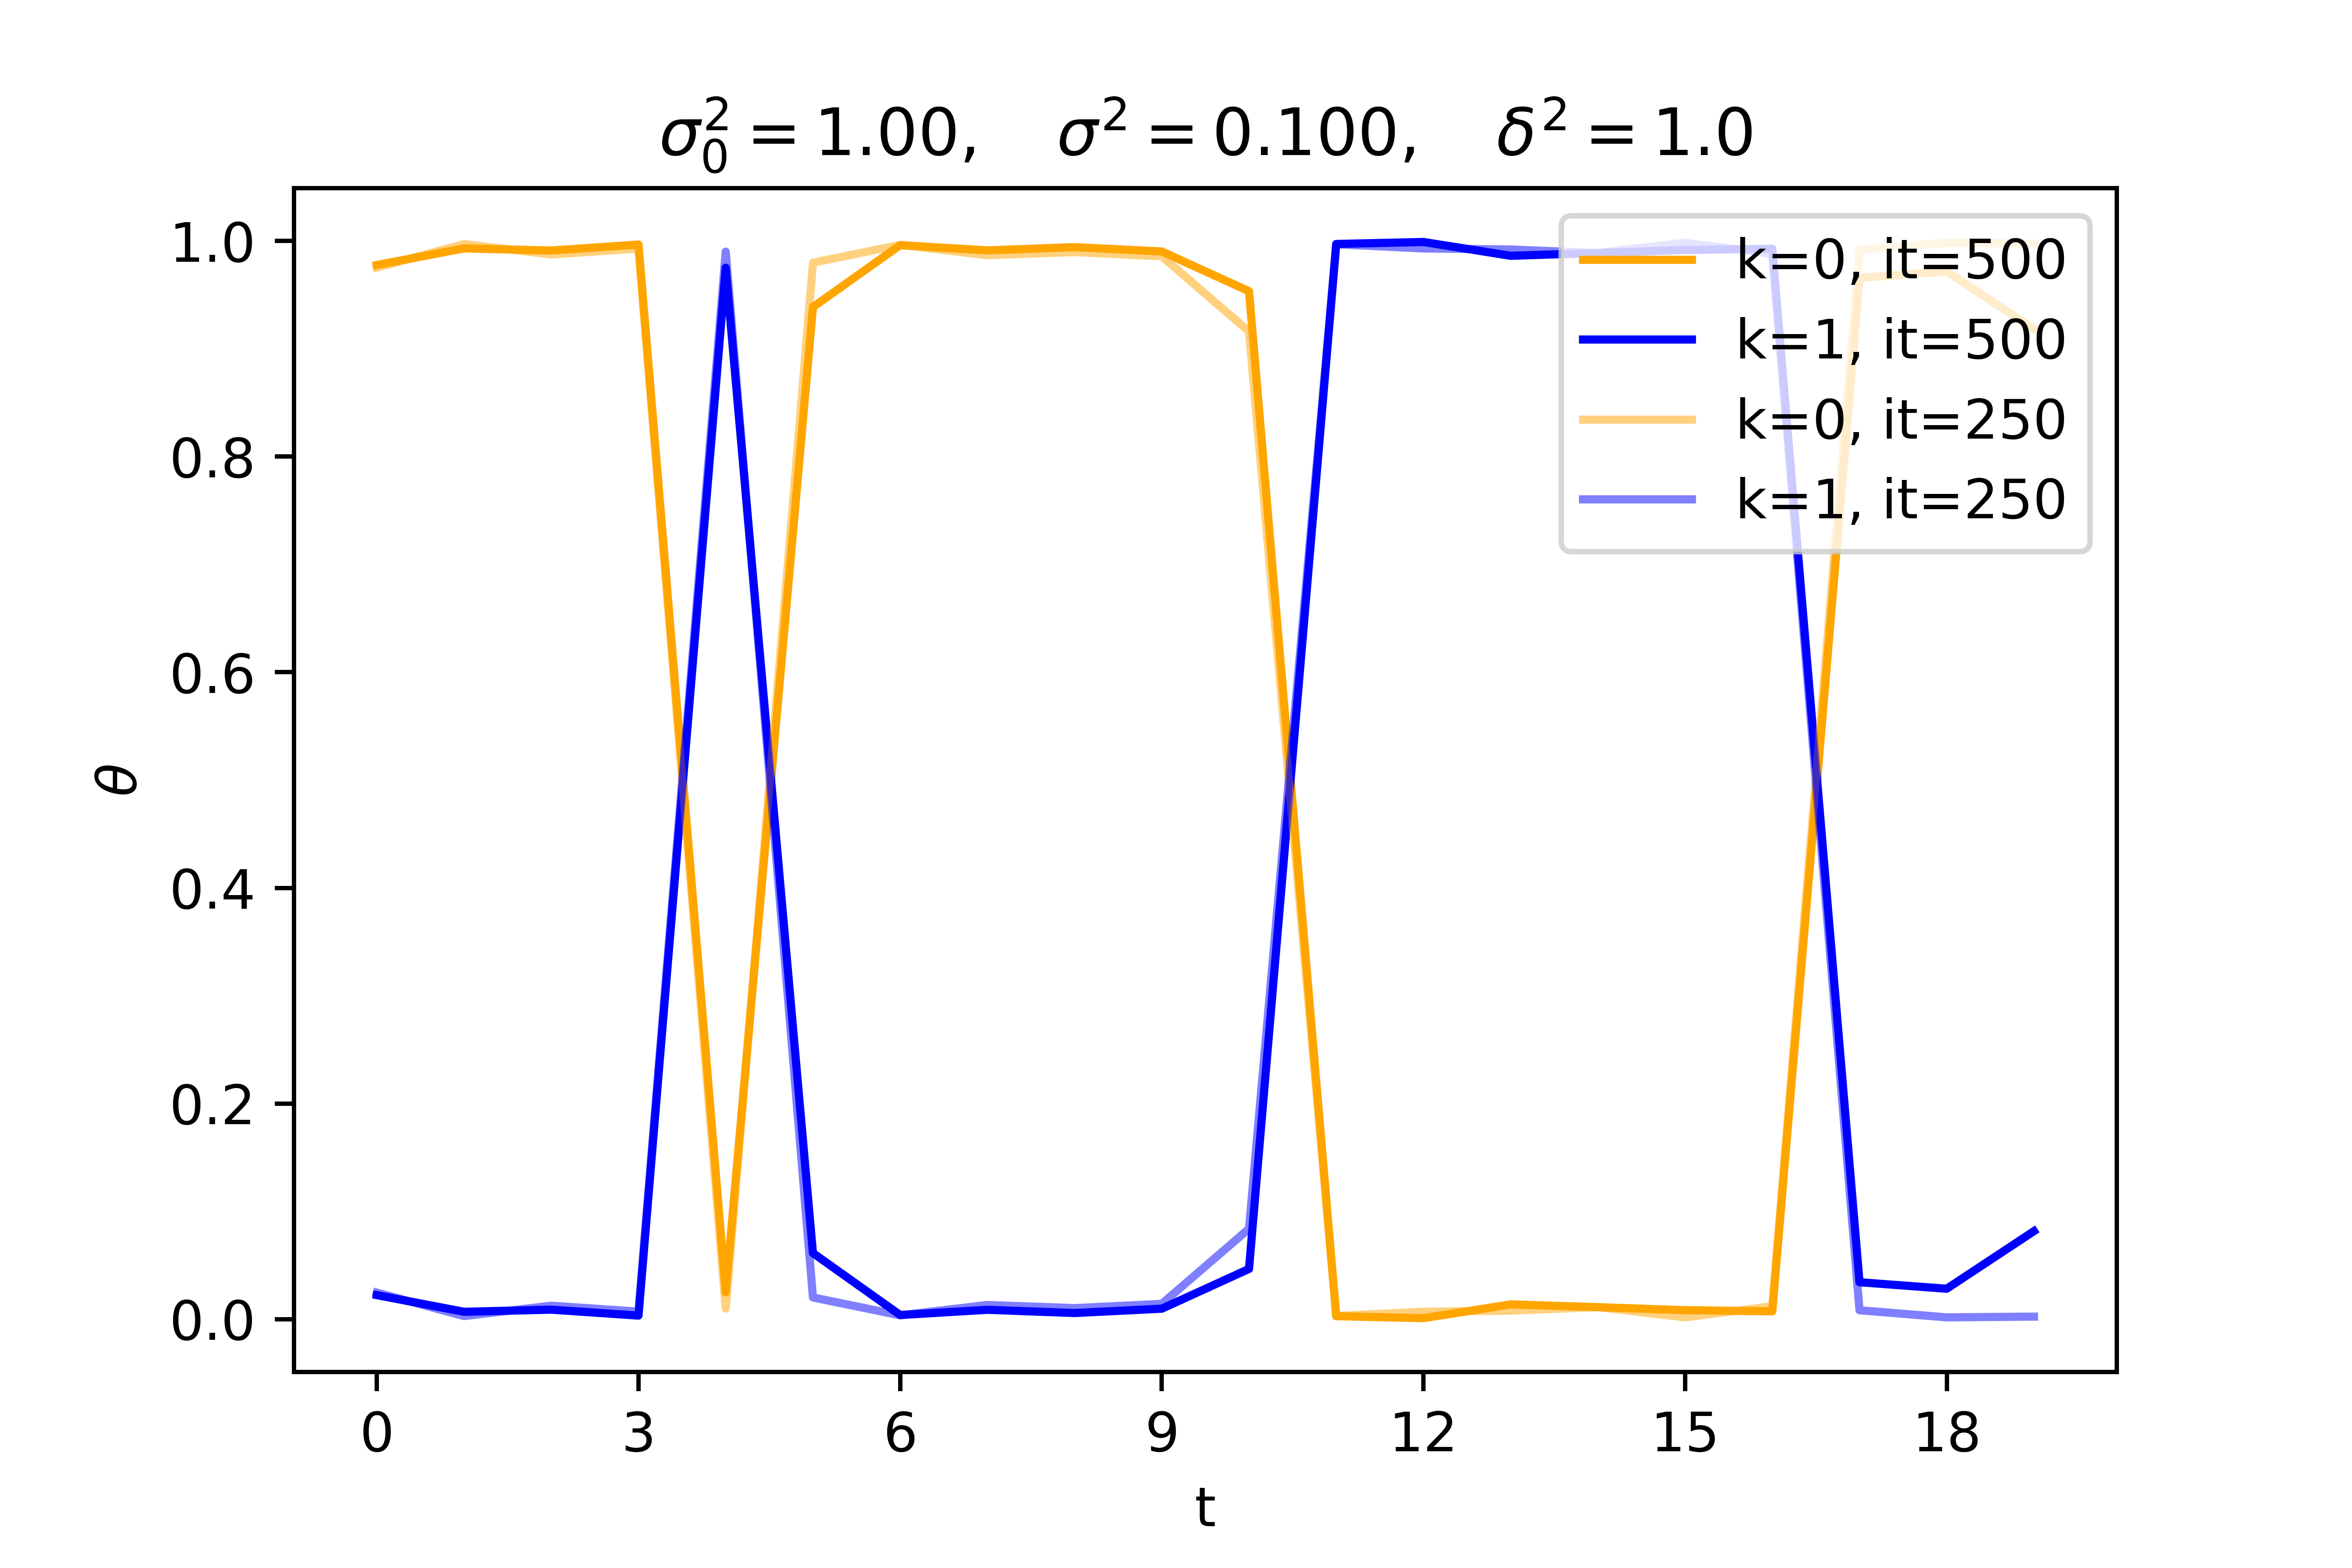 σ₀² = 1.00,   σ² = 0.100,   δ² = 1.0
1.0
0.8
0.6
0.4
0.2
0.0
θ
k=0, it=500
k=1, it=500
k=0, it=250
k=1, it=250
0 3 6 9 12 15 18
t